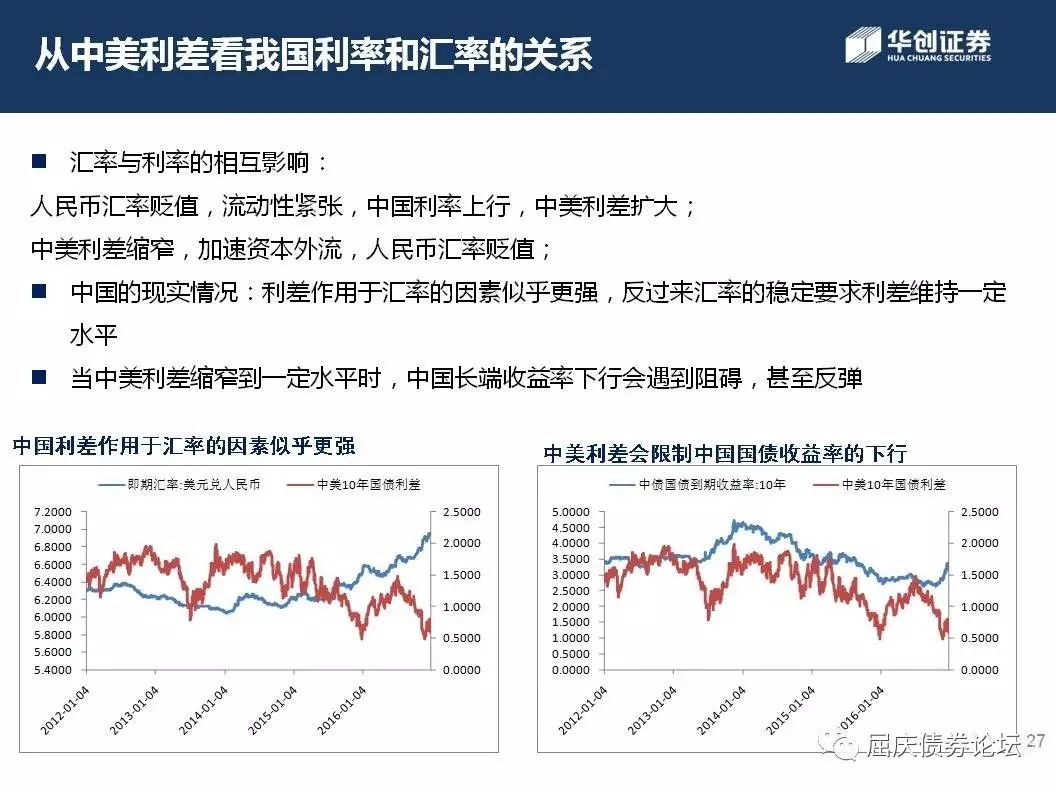 从中美利差看我国利率和汇率的关系
华创证券
HUA CHUANG SECURITIES
汇率与利率的相互影响：
人民币汇率贬值，流动性紧张，中国利率上行，中美利差扩大；
中美利差缩窄，加速资本外流，人民币汇率贬值；
中国的现实情况：利差作用于汇率的因素似乎更强，反过来汇率的稳定要求利差维持一定
水平
当中美利差缩窄到一定水平时，中国长端收益率下行会遇到阻碍，甚至反弹
中国利差作用于汇率的因素似乎更强
即期汇率:美元兑人民币 中美10年国债利差
7.2000 2.5000
7.0000
6.8000 2.0000
6.6000
6.4000 1.5000
6.2000
6.0000 1.0000
5.8000 0.5000
5.6000
5.4000 0.0000
2012-01-04 2013-01-04 2014-01-04 2015-01-04 2016-01-04
中美利差会限制中国国债收益率的下行
中债国债到期收益率:10年 中美10年国债利差
5.0000 2.5000
4.5000
4.0000 2.0000
3.5000
3.0000 1.5000
2.5000
2.0000 1.0000
1.5000
1.0000 0.5000
0.5000
0.0000 0.0000
2012-01-04 2013-01-04 2014-01-04 2015-01-04 2016-01-04
屈庆债券论坛
27